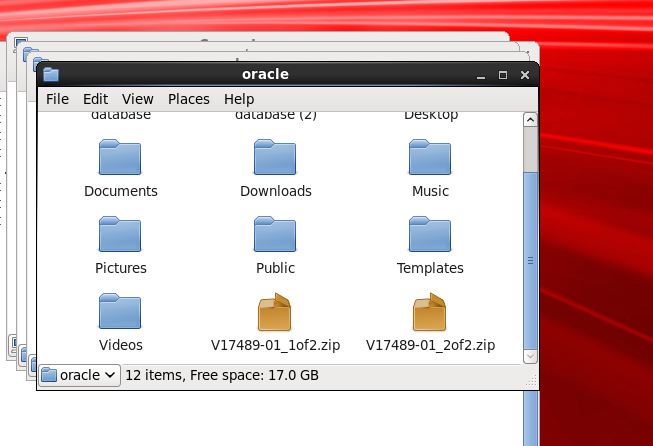 oracle
File Edit View Places Help
database database (2) Desktop
Documents Downloads Music
Pictures Public Templates
Videos V17489-01_1of2.zip V17489-01_2of2.zip
oracle 12 items, Free space: 17.0 GB